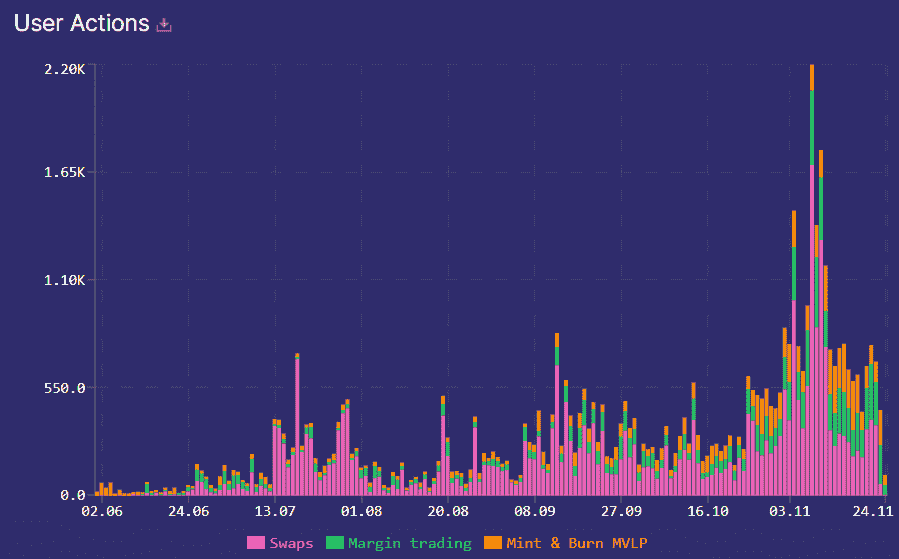 User Actions
2.20K
1.65K
1.10K
550.0
0.0
02.06 24.06 13.07 01.08 20.08 08.09 27.09 16.10 03.11 24.11
Swaps Margin trading Mint & Burn MVLP